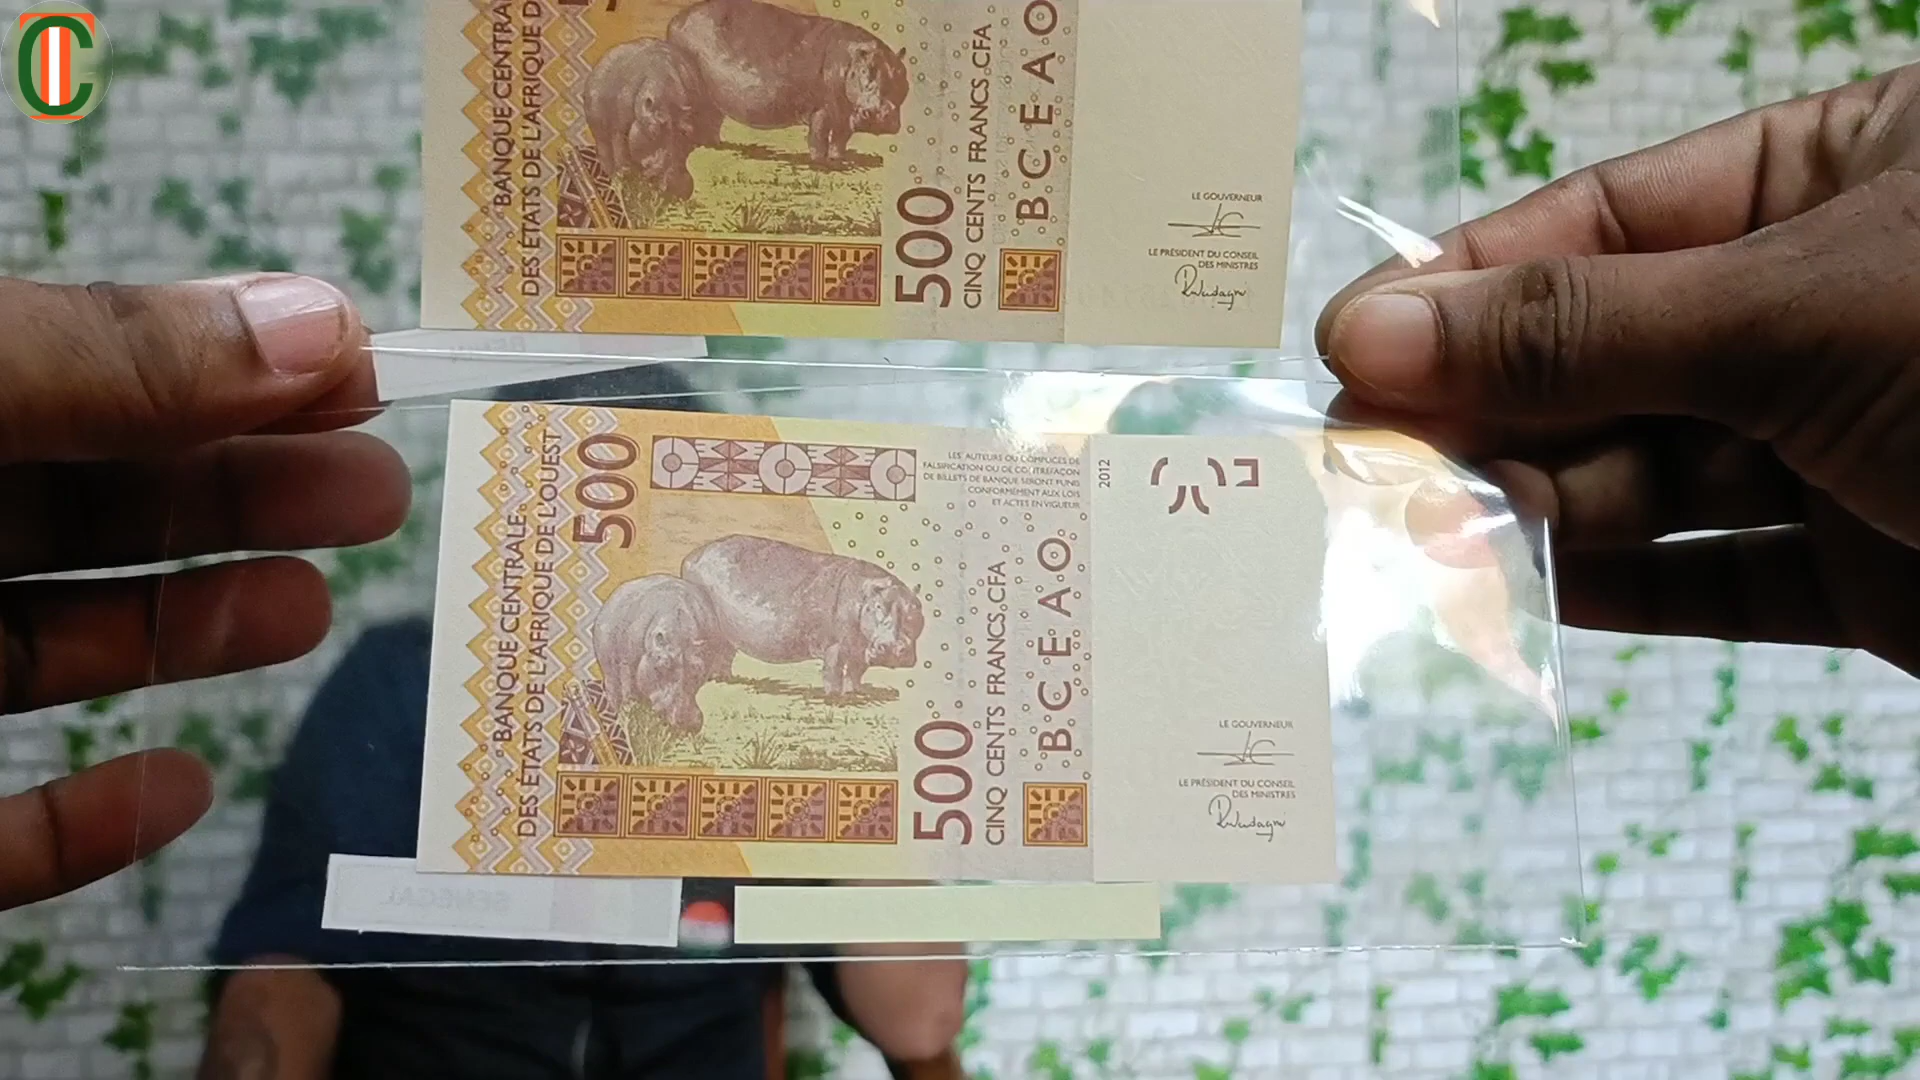 BANQUE CENTRA
DES ÉTATS DE L'AFRIQUE D
500
CINQ CENTS FRANCS CFA
BCEAO
LE GOUVERNEUR
LE PRÉSIDENT DU CONSEIL
DES MINISTRES
BANQUE CENTRALE
DES ÉTATS DE L'AFRIQUE DE L'OUEST
500
LES AUTEURS OU COMPLICES DE
FALSIFICATION OU DE CONTREFAÇON
DE BILLETS DE BANQUE SERONT PUNIS
CONFORMÉMENT AUX LOIS
ET ACTES EN VIGUEUR
2012
500
CINQ CENTS FRANCS CFA
BCEAO
LE GOUVERNEUR
LE PRÉSIDENT DU CONSEIL
DES MINISTRES
SENEGAL